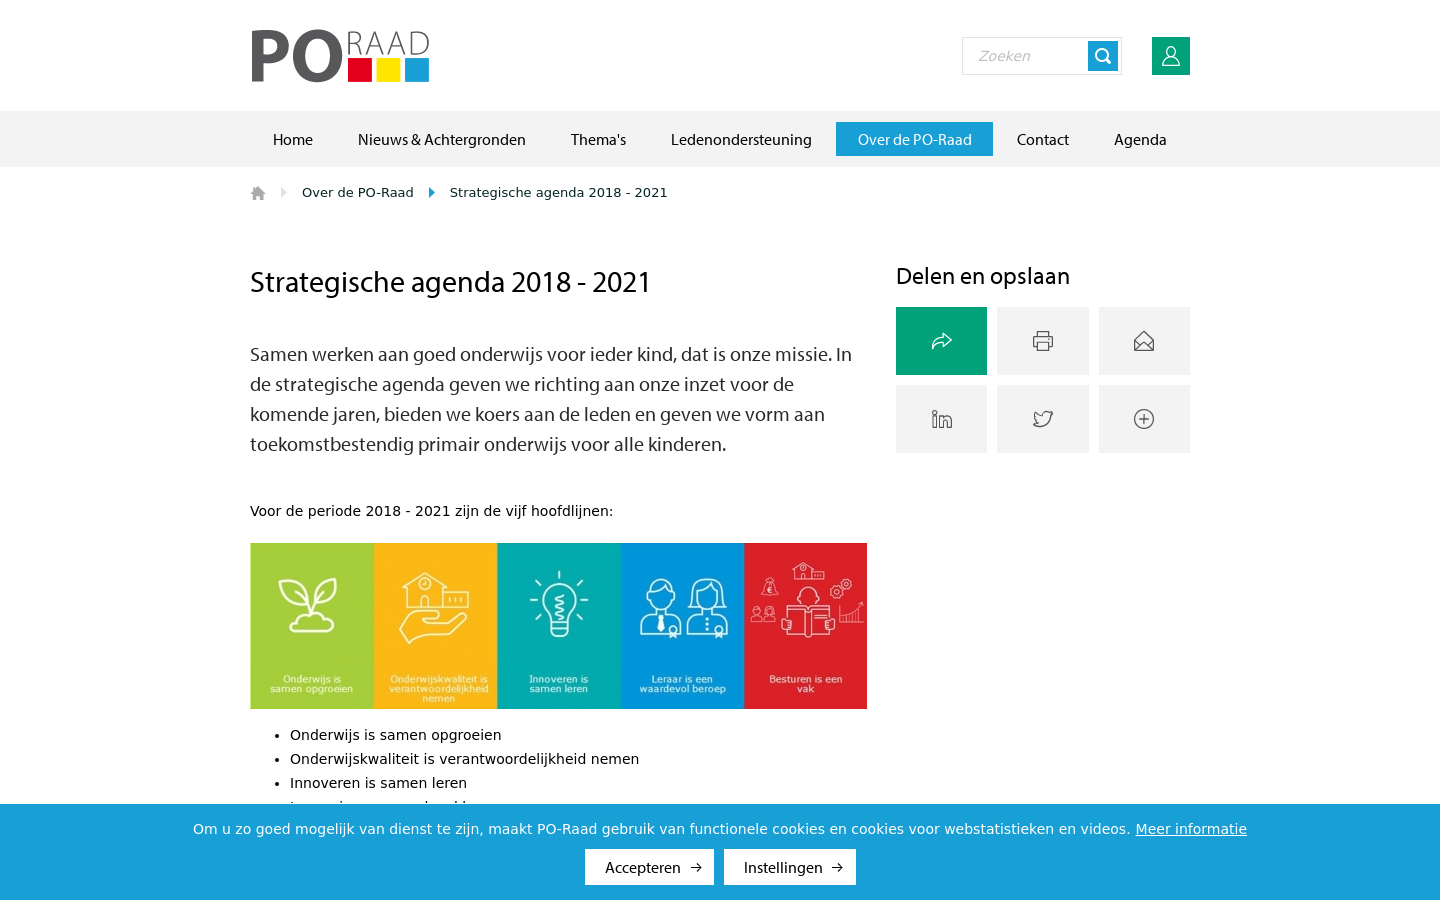 PO RAAD
Zoeken
Home Nieuws & Achtergronden Thema's Ledenondersteuning Over de PO-Raad Contact Agenda
Over de PO-Raad Strategische agenda 2018 - 2021
Strategische agenda 2018 - 2021
Delen en opslaan
Samen werken aan goed onderwijs voor ieder kind, dat is onze missie. In
de strategische agenda geven we richting aan onze inzet voor de
komende jaren, bieden we koers aan de leden en geven we vorm aan
toekomstbestendig primair onderwijs voor alle kinderen.
Voor de periode 2018 - 2021 zijn de vijf hoofdlijnen:
Onderwijs is
samen opgroeien
Onderwijskwaliteit is
verantwoordelijkheid
nemen
Innoveren is
samen leren
Leraar is een
waardevol beroep
Besturen is een
vak
Onderwijs is samen opgroeien
Onderwijskwaliteit is verantwoordelijkheid nemen
Innoveren is samen leren
Om u zo goed mogelijk van dienst te zijn, maakt PO-Raad gebruik van functionele cookies en cookies voor webstatistieken en videos. Meer informatie
Accepteren Instellingen